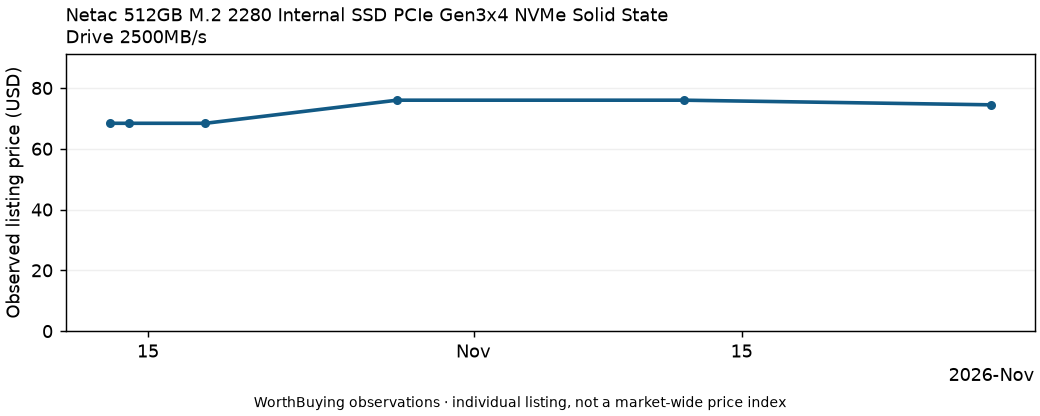 Netac 512GB M.2 2280 Internal SSD PCIe Gen3x4 NVMe Solid State
Drive 2500MB/s
Observed listing price (USD)
80
60
40
20
0
15
Nov
15
2026-Nov
WorthBuying observations · individual listing, not a market-wide price index